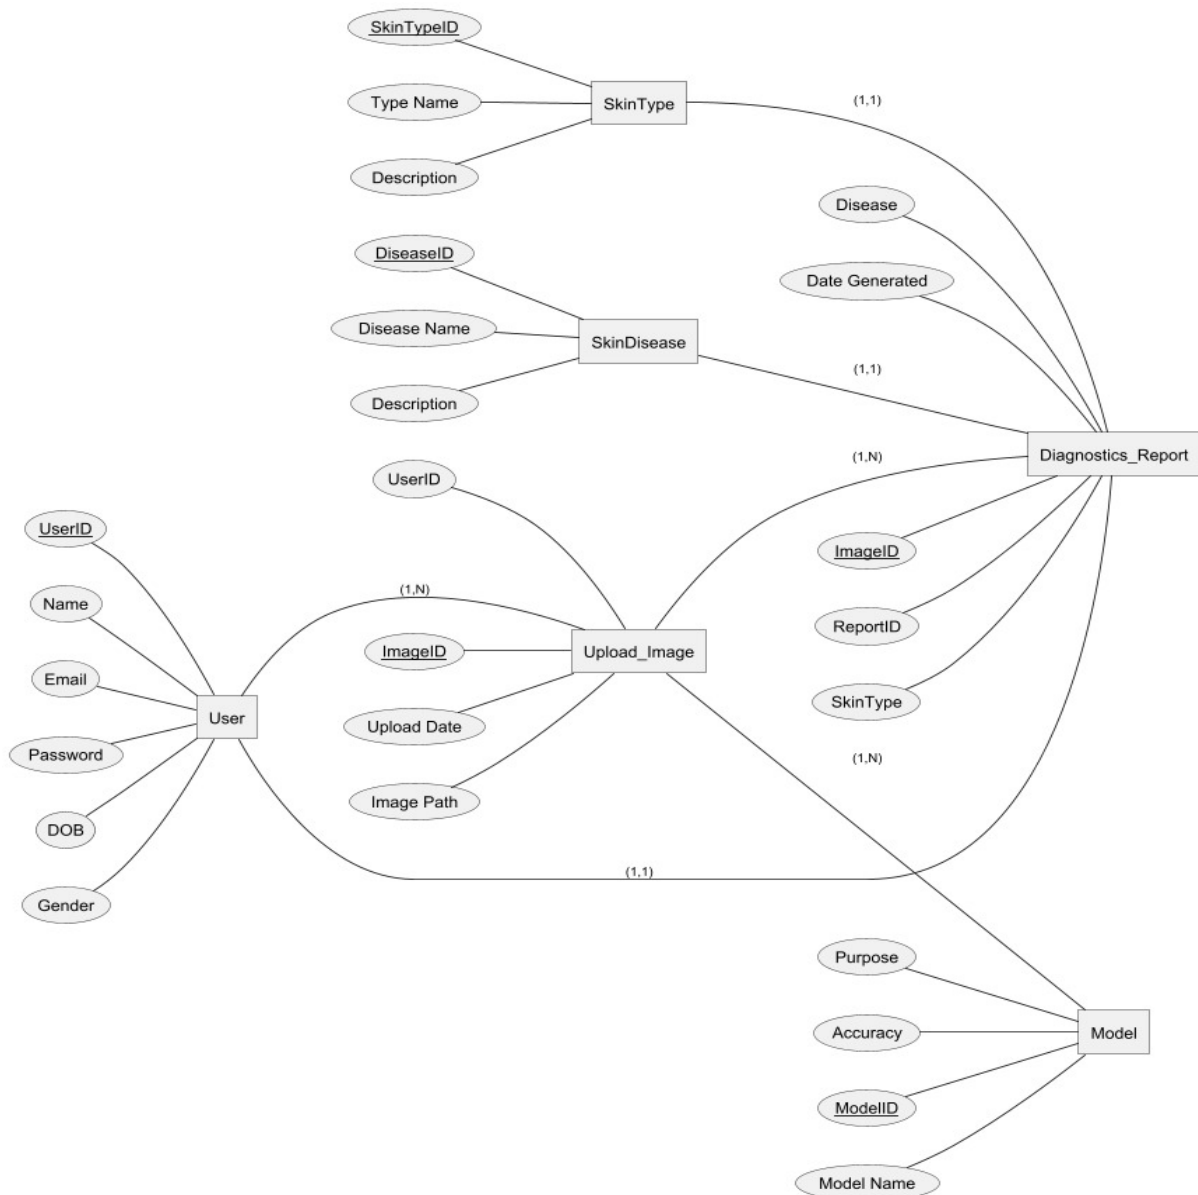 SkinTypeID
Type Name
SkinType
(1,1)
Description
Disease
DiseaseID
Date Generated
Disease Name
SkinDisease
(1,1)
Description
Diagnostics_Report
(1,N)
UserID
UserID
ImageID
(1,N)
Name
ReportID
ImageID
Upload_Image
Email
SkinType
User
Upload Date
Password
(1,N)
Image Path
DOB
(1,1)
Gender
Purpose
Accuracy
Model
ModelID
Model Name